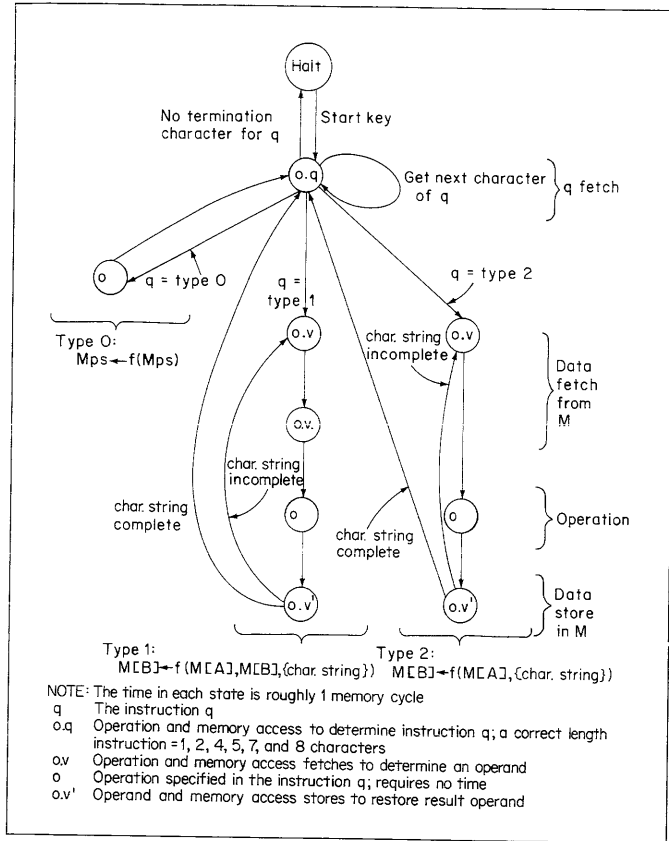 Halt
No termination
character for q
Start key
o.q
Get next character
of q
q fetch
o
q = type O
q =
type 1
q = type 2
Type O:
Mps←f(Mps)
o.v
char. string
incomplete
o.v
Data
fetch
from
M
o.v.
char. string
incomplete
char. string
complete
o
char. string
complete
o
Operation
o.v'
o.v'
Data
store
in M
Type 1:
M[B]←f(M[A],M[B],{char. string})
Type 2:
M[B]←f(M[A],{char. string})
NOTE: The time in each state is roughly 1 memory cycle
q The instruction q
o.q Operation and memory access to determine instruction q; a correct length
instruction = 1, 2, 4, 5, 7, and 8 characters
o.v Operation and memory access fetches to determine an operand
o Operation specified in the instruction q; requires no time
o.v' Operand and memory access stores to restore result operand